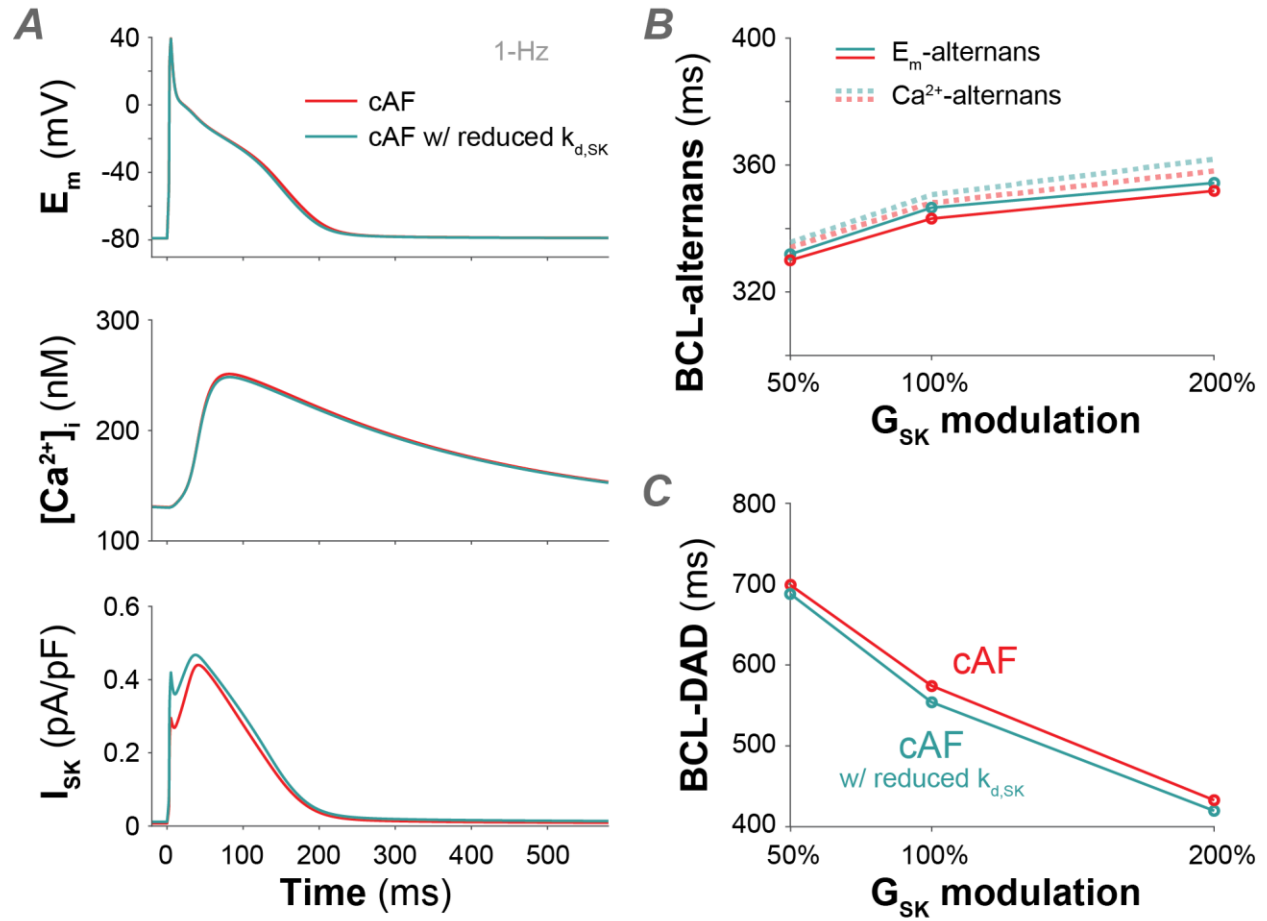 A
1-Hz
E_m (mV)
40
0
-40
-80
cAF
cAF w/ reduced k_d,SK
[Ca²⁺]_i (nM)
300
200
100
I_SK (pA/pF)
0.6
0.4
0.2
0
0 100 200 300 400 500
Time (ms)
B
BCL-alternans (ms)
400
360
320
E_m-alternans
Ca²⁺-alternans
50% 100% 200%
G_SK modulation
C
BCL-DAD (ms)
800
700
600
500
400
cAF
cAF
w/ reduced k_d,SK
50% 100% 200%
G_SK modulation